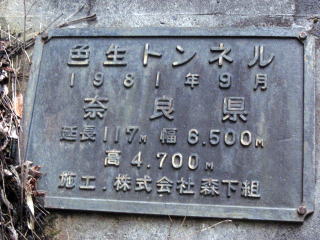 色生トンネル
1981年9月
奈良県
延長117M 幅6.500M
高4.700M
施工.株式会社森下組